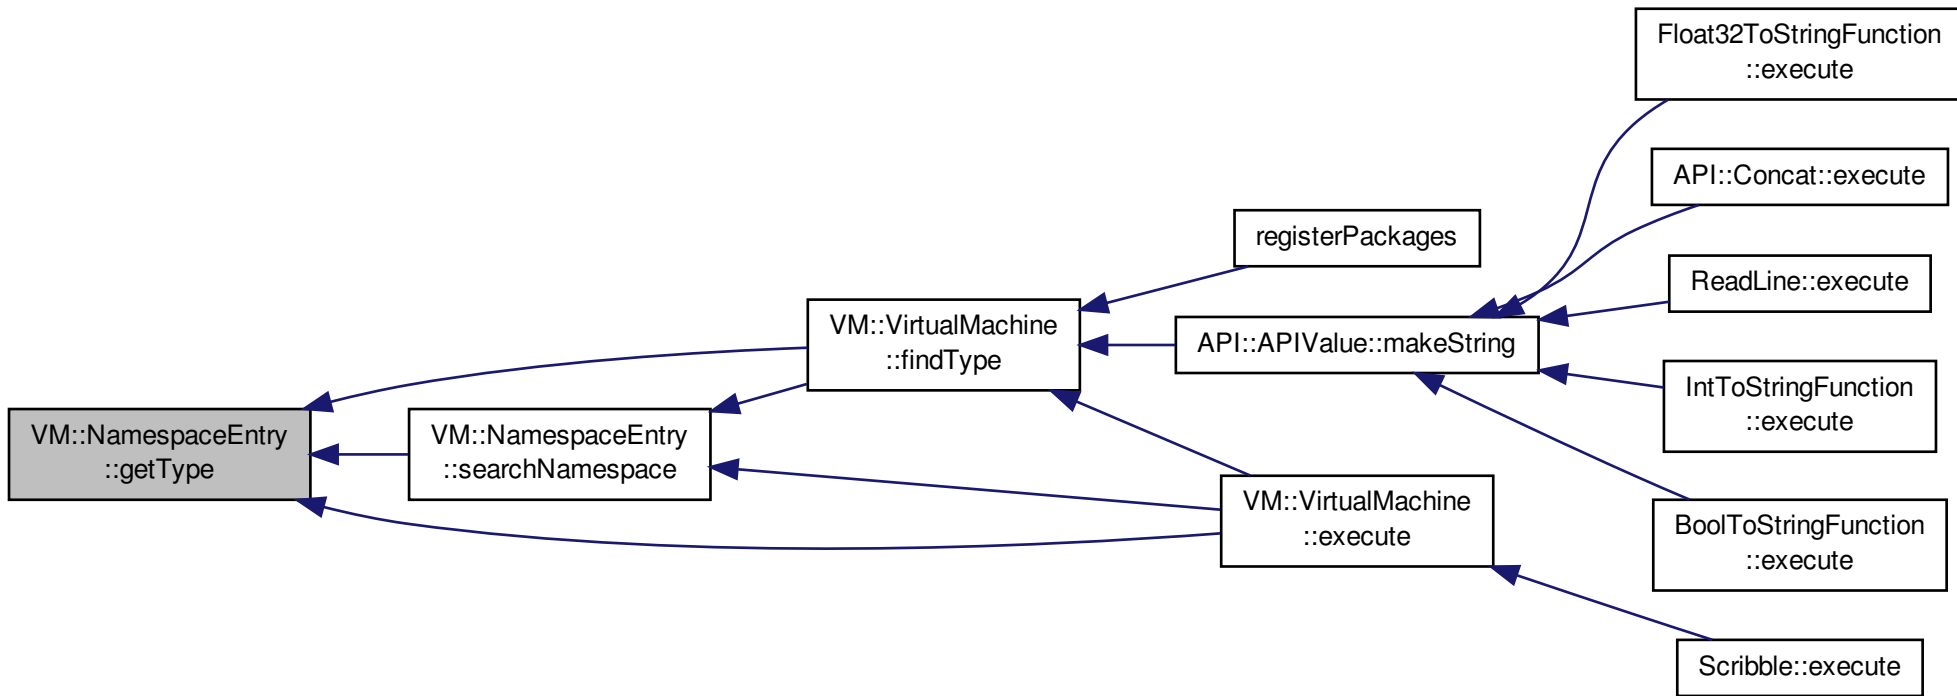 Float32ToStringFunction
::execute
API::Concat::execute
registerPackages
ReadLine::execute
VM::VirtualMachine
::findType
API::APIValue::makeString
IntToStringFunction
::execute
VM::NamespaceEntry
::getType
VM::NamespaceEntry
::searchNamespace
VM::VirtualMachine
::execute
BoolToStringFunction
::execute
Scribble::execute